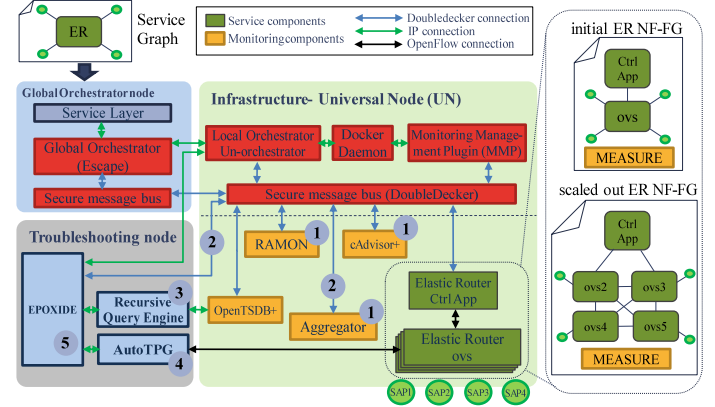 ER
Service
Graph
Service components
Monitoringcomponents
Doubledecker connection
IP connection
OpenFlow connection
Global Orchestrator node
Service Layer
Global Orchestrator
(Escape)
Secure message bus
Infrastructure- Universal Node (UN)
Local Orchestrator
Un-orchestrator
Docker
Daemon
Monitoring Manage-
ment Plugin (MMP)
Secure message bus (DoubleDecker)
RAMON
1
cAdvisor+
1
2
2
OpenTSDB+
Aggregator
1
Elastic Router
Ctrl App
Elastic Router
ovs
SAP1
SAP2
SAP3
SAP4
Troubleshooting node
EPOXIDE
5
Recursive
Query Engine
3
AutoTPG
4
initial ER NF-FG
Ctrl
App
ovs
MEASURE
scaled out ER NF-FG
Ctrl
App
ovs2
ovs3
ovs4
ovs5
MEASURE